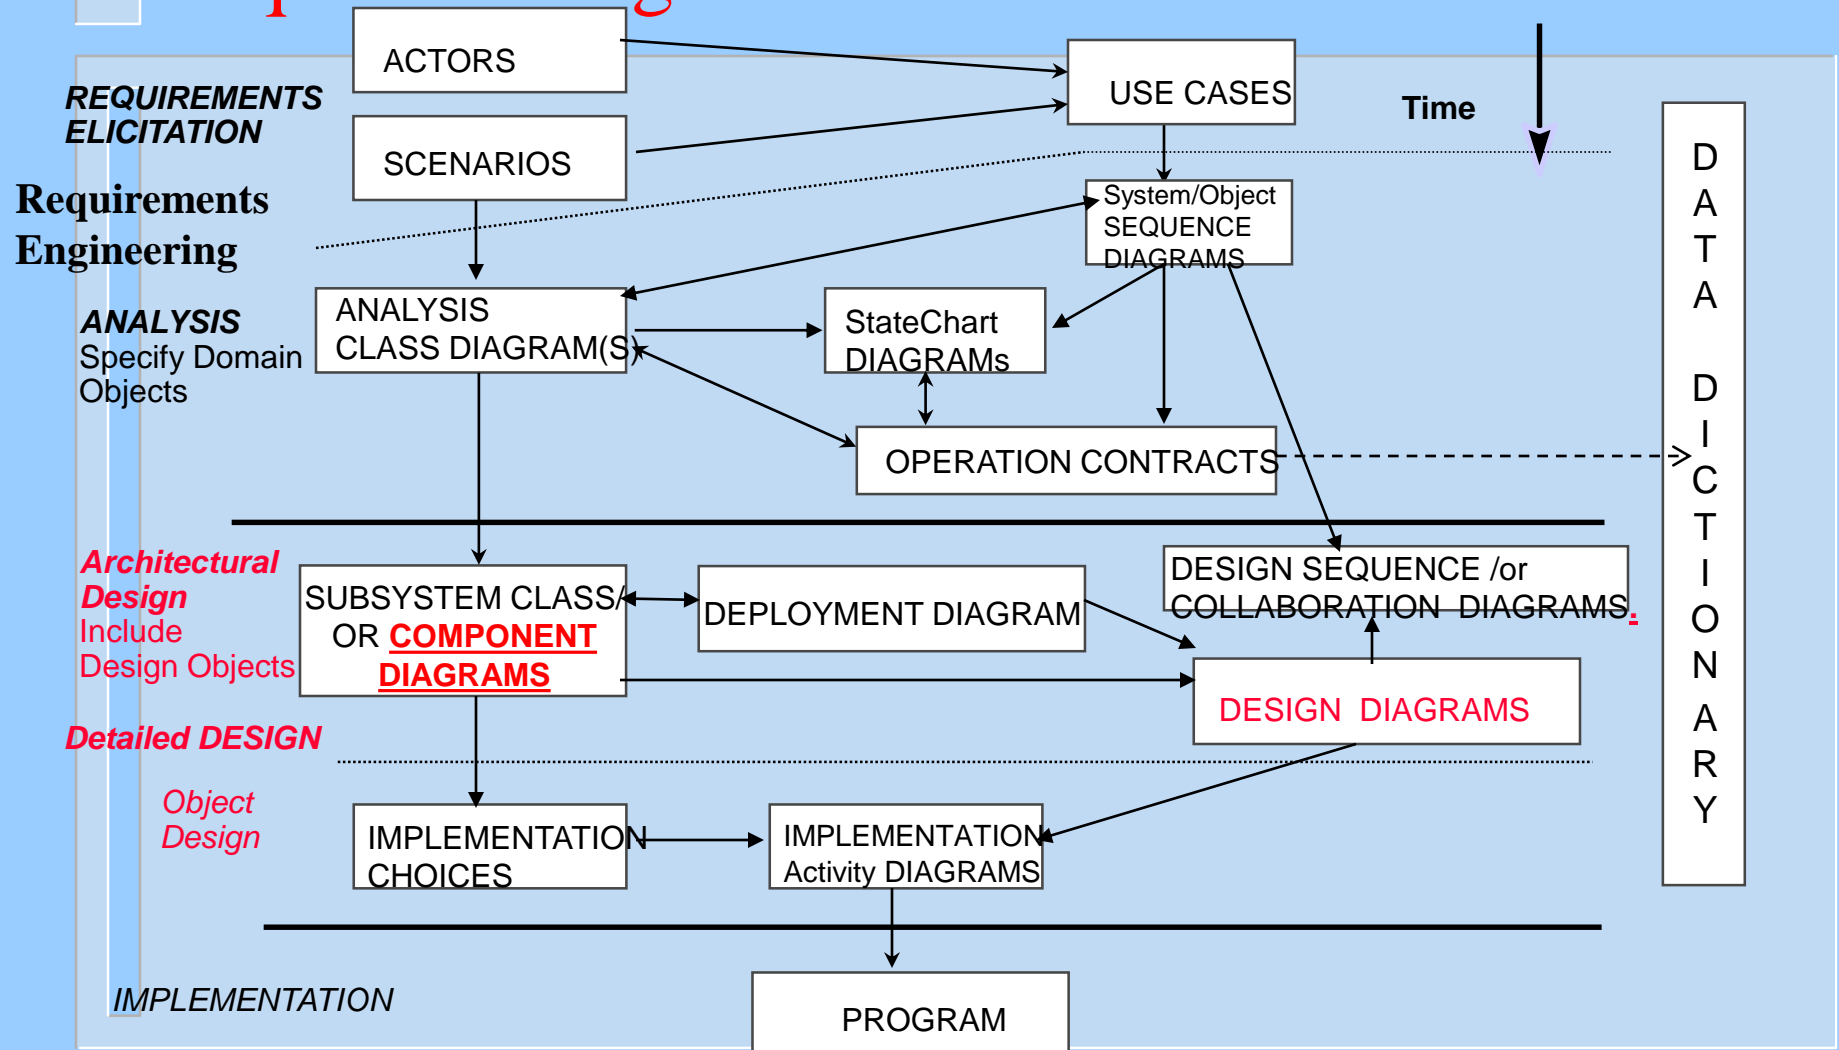 ACTORS
USE CASES
Time
REQUIREMENTS
ELICITATION
SCENARIOS
Requirements
Engineering
System/Object
SEQUENCE
DIAGRAMS
ANALYSIS
Specify Domain
Objects
ANALYSIS
CLASS DIAGRAM(S)
StateChart
DIAGRAMs
OPERATION CONTRACTS
DATA DICTIONARY
Architectural
Design
Include
Design Objects
SUBSYSTEM CLASS/
OR COMPONENT
DIAGRAMS
DEPLOYMENT DIAGRAM
DESIGN SEQUENCE /or
COLLABORATION DIAGRAMS.
DESIGN DIAGRAMS
Detailed DESIGN
Object
Design
IMPLEMENTATION
CHOICES
IMPLEMENTATION
Activity DIAGRAMS
IMPLEMENTATION
PROGRAM